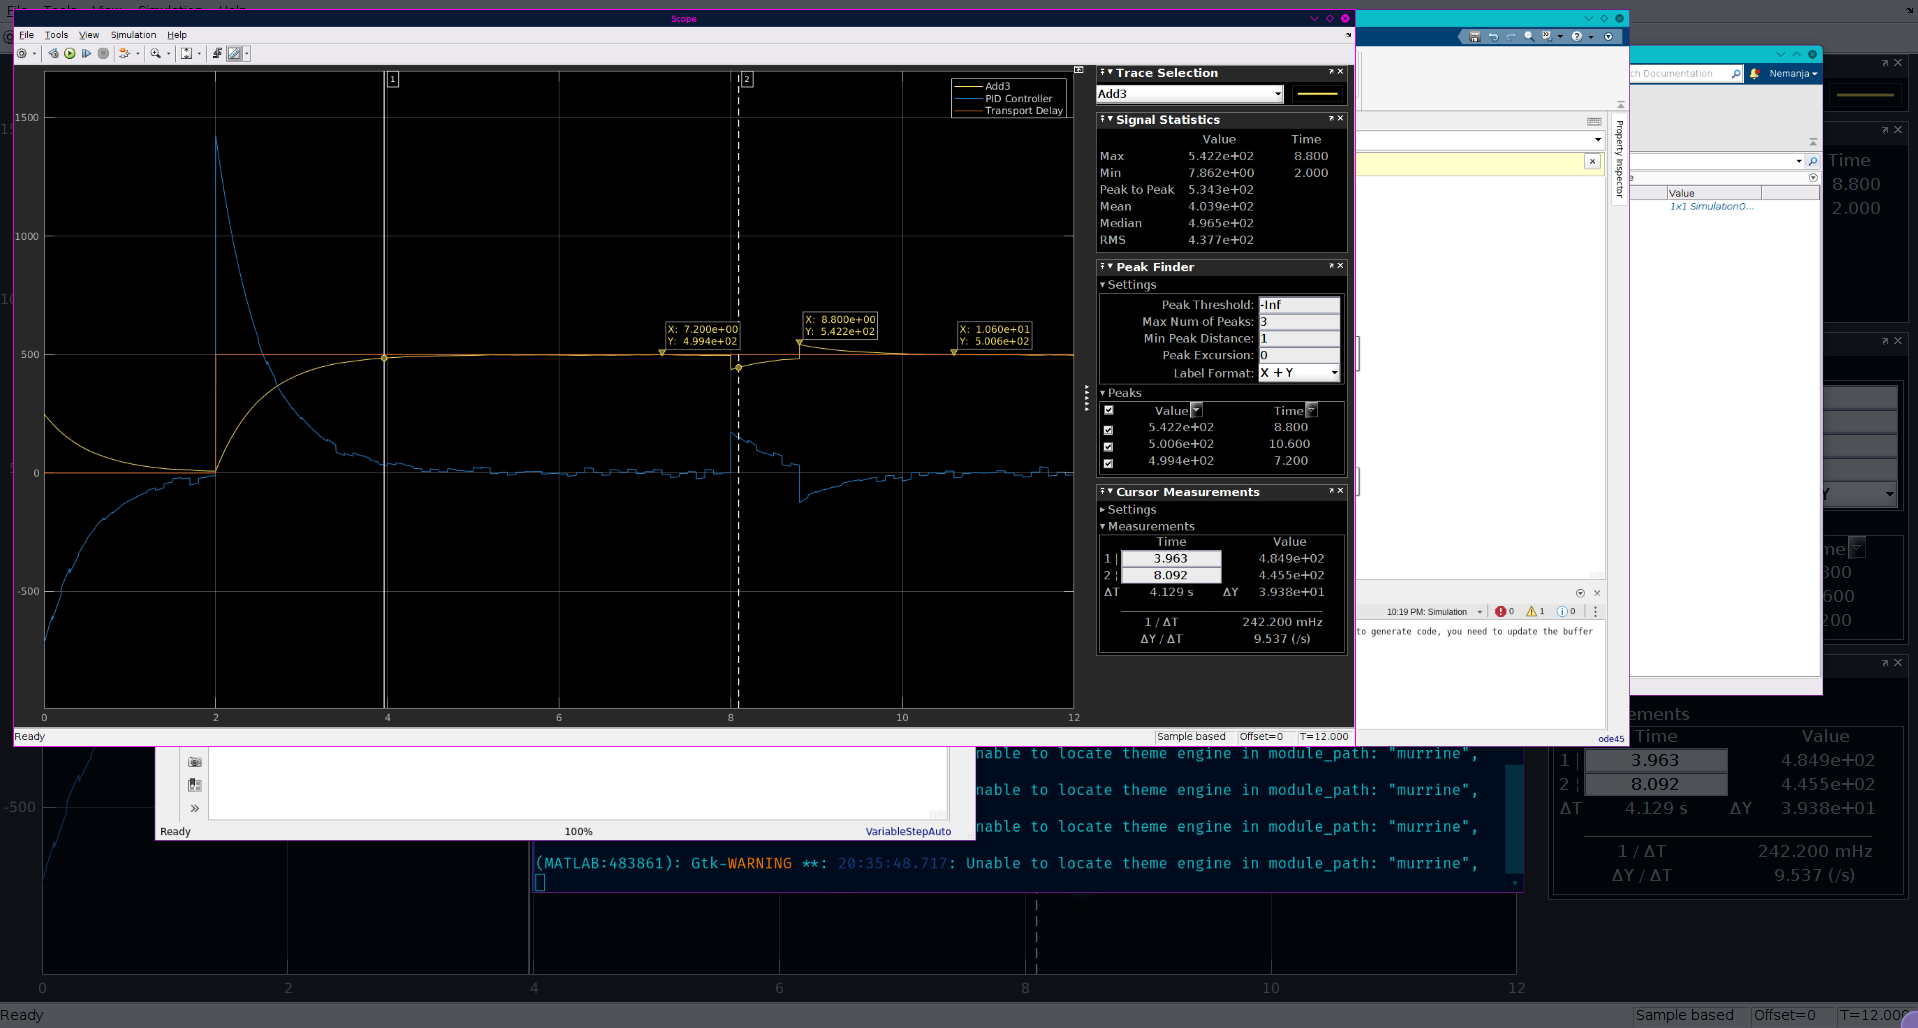 Scope
File Tools View Simulation Help
1
2
Add3
PID Controller
Transport Delay
1500
1000
500
0
-500
X: 7.200e+00
Y: 4.994e+02
X: 8.800e+00
Y: 5.422e+02
X: 1.060e+01
Y: 5.006e+02
0 2 4 6 8 10 12
Ready
Sample based Offset=0 T=12.000
Trace Selection
Add3
Signal Statistics
Value Time
Max 5.422e+02 8.800
Min 7.862e+00 2.000
Peak to Peak 5.343e+02
Mean 4.039e+02
Median 4.965e+02
RMS 4.377e+02
Peak Finder
Settings
Peak Threshold: -Inf
Max Num of Peaks: 3
Min Peak Distance: 1
Peak Excursion: 0
Label Format: X + Y
Peaks
Value Time
5.422e+02 8.800
5.006e+02 10.600
4.994e+02 7.200
Cursor Measurements
Settings
Measurements
Time Value
1 | 3.963 4.849e+02
2 ¦ 8.092 4.455e+02
ΔT 4.129 s ΔY 3.938e+01
1 / ΔT 242.200 mHz
ΔY / ΔT 9.537 (/s)
Property Inspector
10:19 PM: Simulation 0 1 0
to generate code, you need to update the buffer
ode45
ch Documentation
Nemanja
Value
1x1 SimulationO...
Time
8.800
2.000
Ready 100% VariableStepAuto
nable to locate theme engine in module_path: "murrine",
nable to locate theme engine in module_path: "murrine",
nable to locate theme engine in module_path: "murrine",
(MATLAB:483861): Gtk-WARNING **: 20:35:48.717: Unable to locate theme engine in module_path: "murrine",
ements
Time Value
1 | 3.963 4.849e+02
2 ¦ 8.092 4.455e+02
ΔT 4.129 s ΔY 3.938e+01
1 / ΔT 242.200 mHz
ΔY / ΔT 9.537 (/s)
-500
0 2 4 6 8 10 12
Ready
Sample based Offset=0 T=12.000